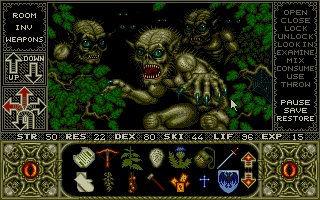 ROOM
INV
WEAPONS
UP
DOWN
OPEN
CLOSE
LOCK
UNLOCK
LOOK IN
EXAMINE
MIX
CONSUME
USE
THROW
PAUSE
SAVE
RESTORE
STR 50 RES 22 DEX 80 SKI 44 LIF 96 EXP 15